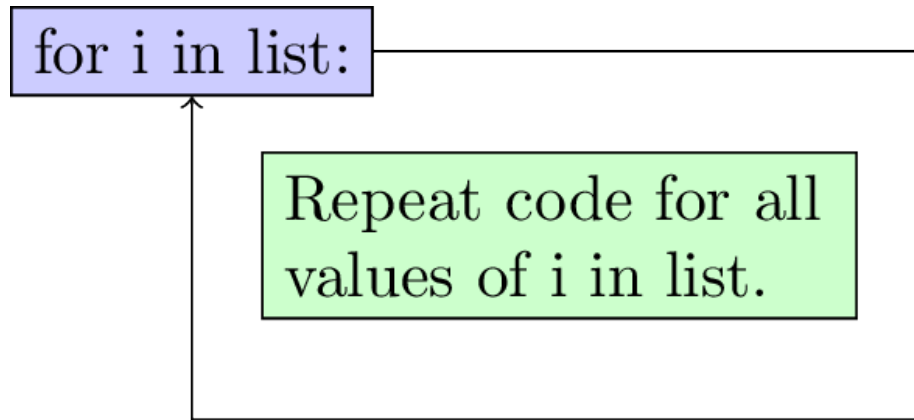 for i in list:
Repeat code for all
values of i in list.